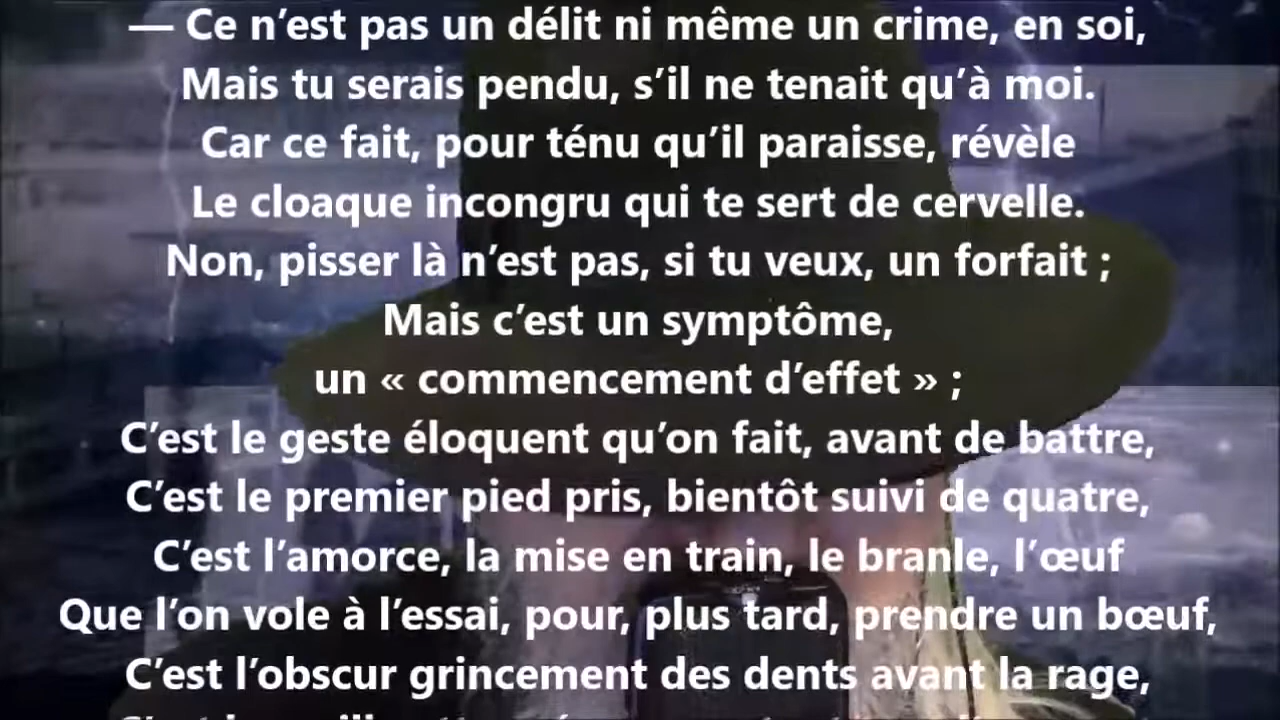 — Ce n’est pas un délit ni même un crime, en soi,
Mais tu serais pendu, s’il ne tenait qu’à moi.
Car ce fait, pour ténu qu’il paraisse, révèle
Le cloaque incongru qui te sert de cervelle.
Non, pisser là n’est pas, si tu veux, un forfait ;
Mais c’est un symptôme,
un « commencement d’effet » ;
C’est le geste éloquent qu’on fait, avant de battre,
C’est le premier pied pris, bientôt suivi de quatre,
C’est l’amorce, la mise en train, le branle, l’œuf
Que l’on vole à l’essai, pour, plus tard, prendre un bœuf,
C’est l’obscur grincement des dents avant la rage,